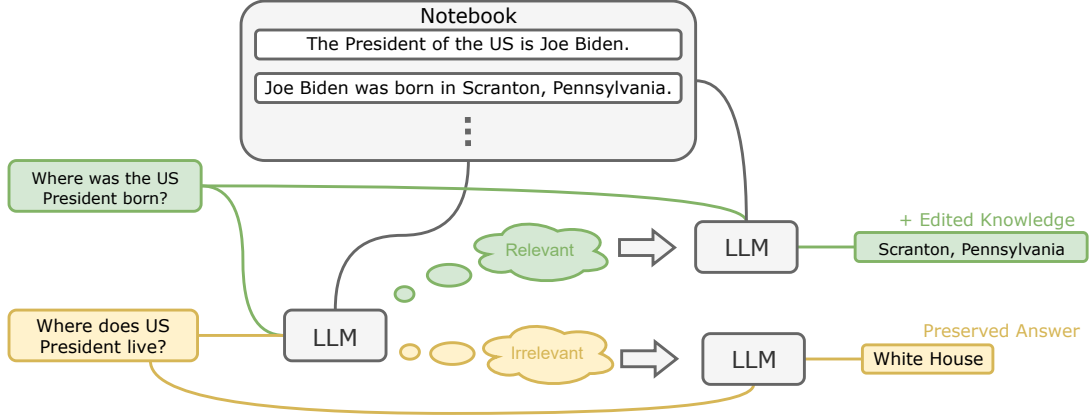 Notebook
The President of the US is Joe Biden.
Joe Biden was born in Scranton, Pennsylvania.
Where was the US
President born?
Relevant
LLM
+ Edited Knowledge
Scranton, Pennsylvania
Where does US
President live?
LLM
Irrelevant
LLM
Preserved Answer
White House